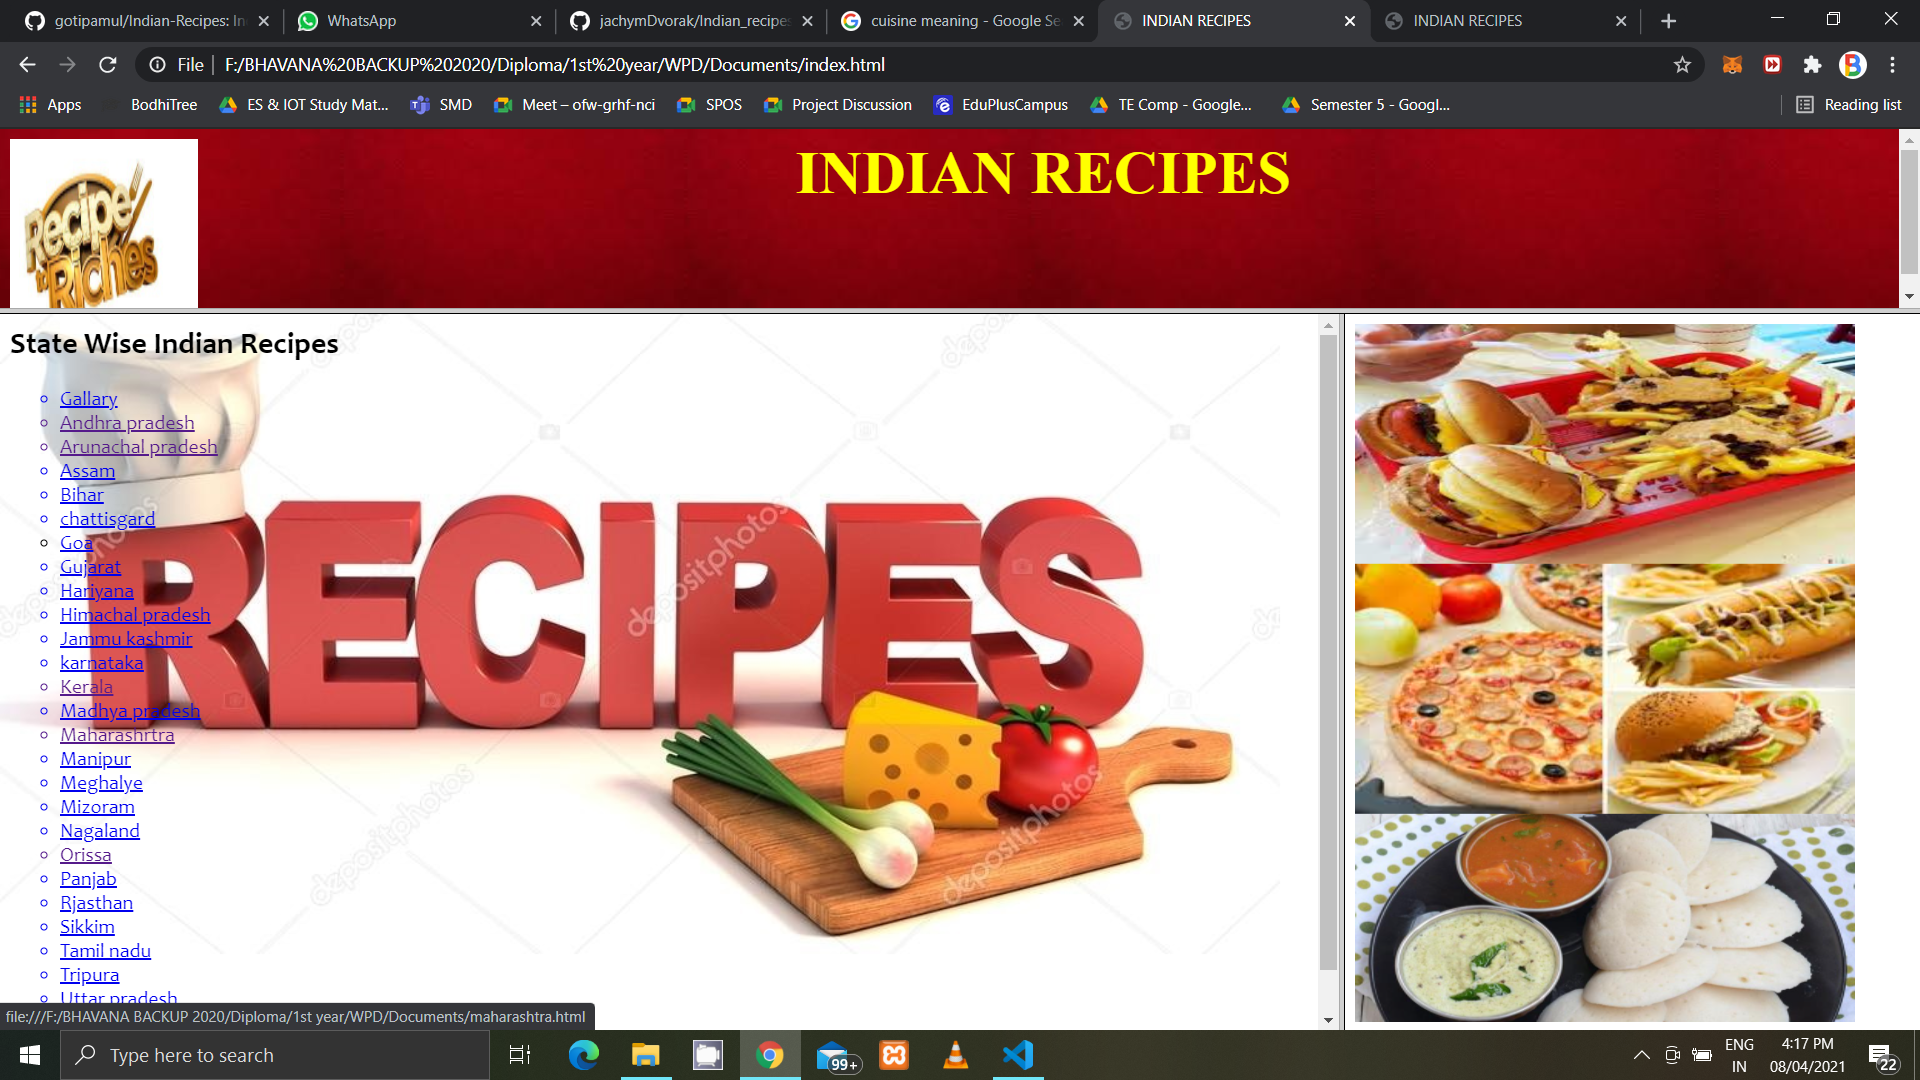 gotipamul/Indian-Recipes: In
WhatsApp
jachymDvorak/Indian_recipes
cuisine meaning - Google Se
INDIAN RECIPES
INDIAN RECIPES
File
F:/BHAVANA%20BACKUP%202020/Diploma/1st%20year/WPD/Documents/index.html
Apps
BodhiTree
ES & IOT Study Mat...
SMD
Meet – ofw-grhf-nci
SPOS
Project Discussion
EduPlusCampus
TE Comp - Google...
Semester 5 - Googl...
Reading list
Recipe
to
Riches
INDIAN RECIPES
State Wise Indian Recipes
Gallary
Andhra pradesh
Arunachal pradesh
Assam
Bihar
chattisgard
Goa
Gujarat
Hariyana
Himachal pradesh
Jammu kashmir
karnataka
Kerala
Madhya pradesh
Maharashrtra
Manipur
Meghalye
Mizoram
Nagaland
Orissa
Panjab
Rjasthan
Sikkim
Tamil nadu
Tripura
Uttar pradesh
RECIPES
depositphotos
depositphotos
depositphotos
file:///F:/BHAVANA BACKUP 2020/Diploma/1st year/WPD/Documents/maharashtra.html
Type here to search
99+
ENG
IN
4:17 PM
08/04/2021
22